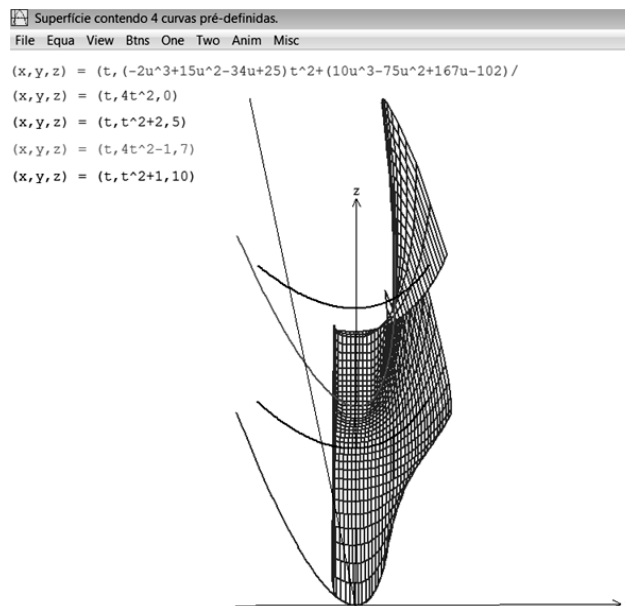 Superfície contendo 4 curvas pré-definidas.
File Equa View Btns One Two Anim Misc
(x,y,z) = (t,(-2u^3+15u^2-34u+25)t^2+(10u^3-75u^2+167u-102)/
(x,y,z) = (t,4t^2,0)
(x,y,z) = (t,t^2+2,5)
(x,y,z) = (t,4t^2-1,7)
(x,y,z) = (t,t^2+1,10)
z